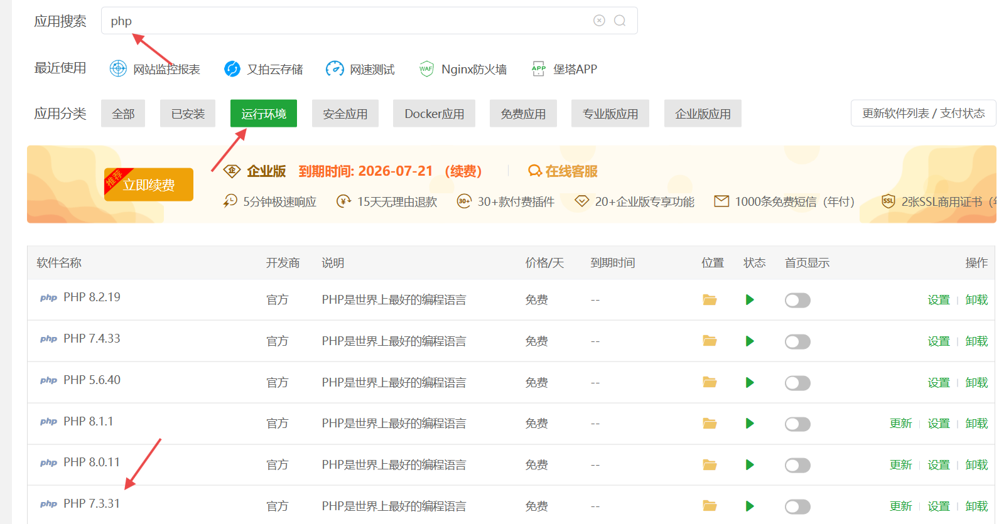 应用搜索 php
最近使用 网站监控报表 又拍云存储 网速测试 WAF Nginx防火墙 APP 堡塔APP
应用分类 全部 已安装 运行环境 安全应用 Docker应用 免费应用 专业版应用 企业版应用 更新软件列表 / 支付状态
推荐 立即续费 企 企业版 到期时间: 2026-07-21 （续费） 在线客服
5分钟极速响应 ¥ 15天无理由退款 30+ 30+款付费插件 20+企业版专享功能 1000条免费短信（年付） SSL 2张SSL商用证书（
软件名称 开发商 说明 价格/天 到期时间 位置 状态 首页显示 操作
php PHP 8.2.19 官方 PHP是世界上最好的编程语言 免费 -- 设置 | 卸载
php PHP 7.4.33 官方 PHP是世界上最好的编程语言 免费 -- 设置 | 卸载
php PHP 5.6.40 官方 PHP是世界上最好的编程语言 免费 -- 设置 | 卸载
php PHP 8.1.1 官方 PHP是世界上最好的编程语言 免费 -- 更新 | 设置 | 卸载
php PHP 8.0.11 官方 PHP是世界上最好的编程语言 免费 -- 更新 | 设置 | 卸载
php PHP 7.3.31 官方 PHP是世界上最好的编程语言 免费 -- 更新 | 设置 | 卸载